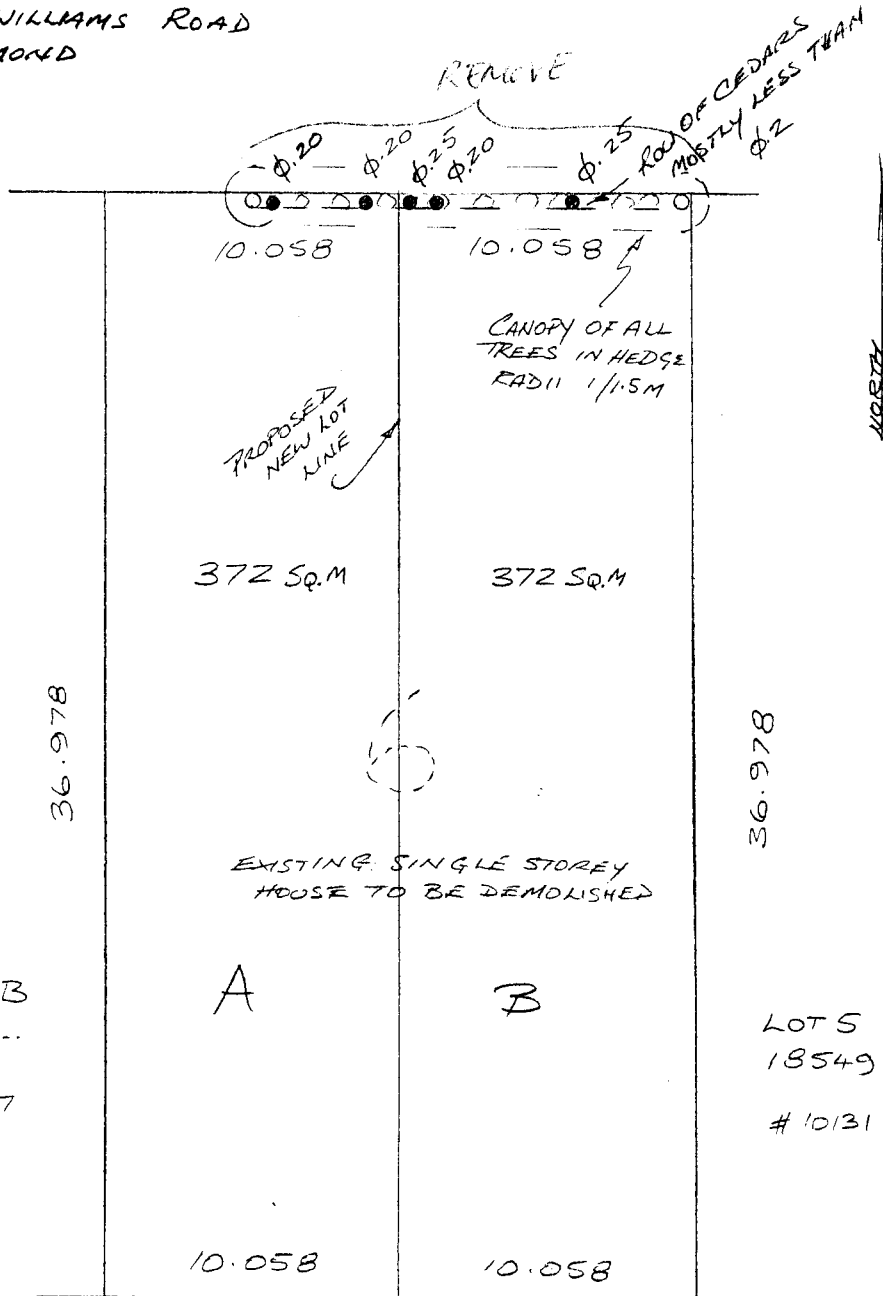 WILLIAMS ROAD
MOND
REMOVE
ROW OF CEDARS
MOSTLY LESS THAN
ϕ.2
ϕ.20
ϕ.20
ϕ.25
ϕ.20
ϕ.25
10.058
10.058
CANOPY OF ALL
TREES IN HEDGE
RADII 1/1.5M
NORTH
PROPOSED
NEW LOT
LINE
372 SQ.M
372 SQ.M
6
36.978
36.978
EXISTING SINGLE STOREY
HOUSE TO BE DEMOLISHED
A
B
B
7
LOT 5
18549
# 10131
10.058
10.058